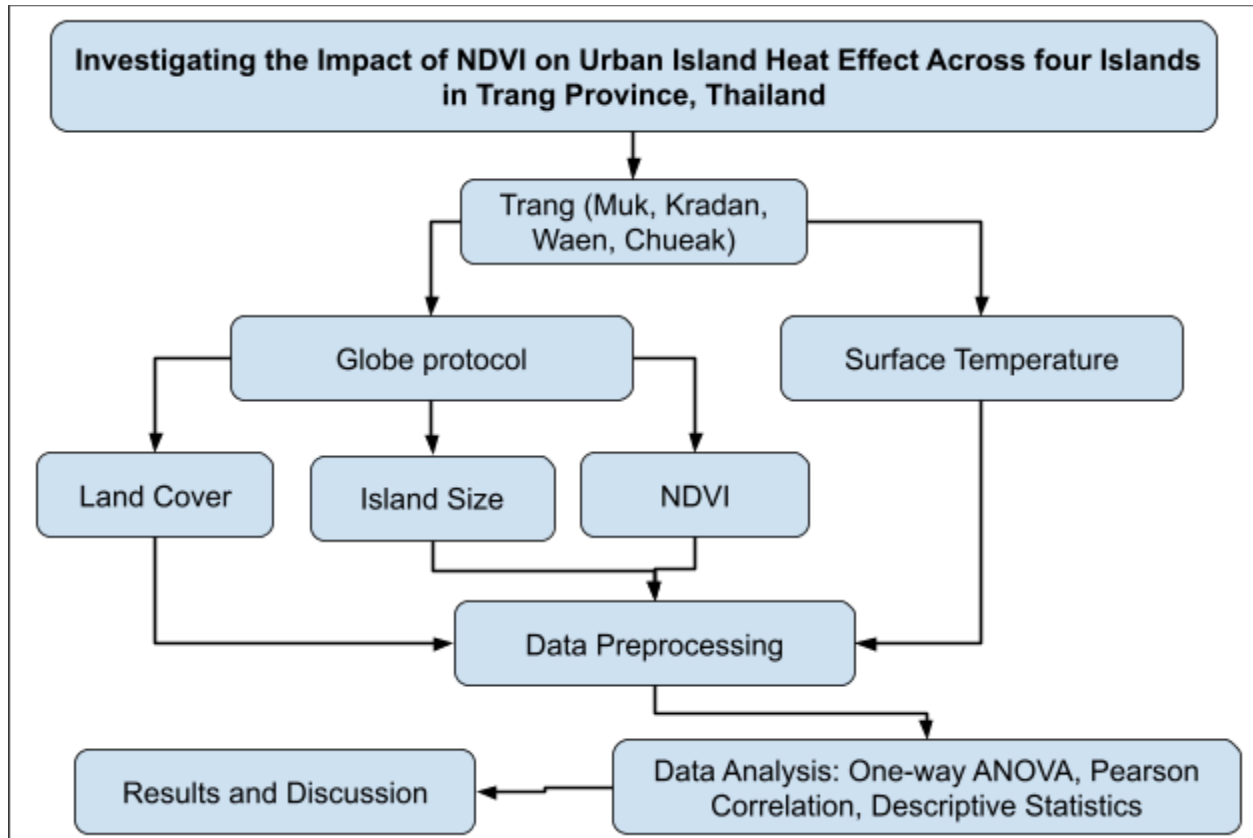 Investigating the Impact of NDVI on Urban Island Heat Effect Across four Islands
in Trang Province, Thailand
Trang (Muk, Kradan,
Waen, Chueak)
Globe protocol
Surface Temperature
Land Cover
Island Size
NDVI
Data Preprocessing
Data Analysis: One-way ANOVA, Pearson
Correlation, Descriptive Statistics
Results and Discussion